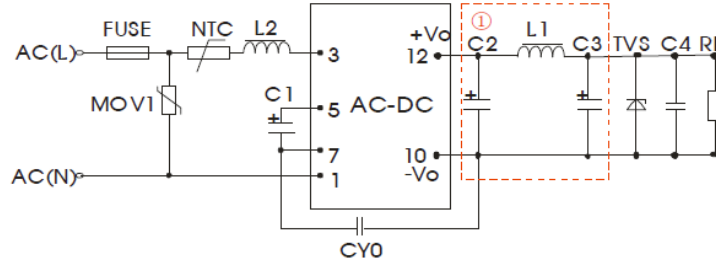 FUSE NTC L2
AC(L)
MOV1
C1
AC(N)
3
5
7
1
AC-DC
+Vo
12
10
-Vo
CY0
①
C2 L1 C3 TVS C4